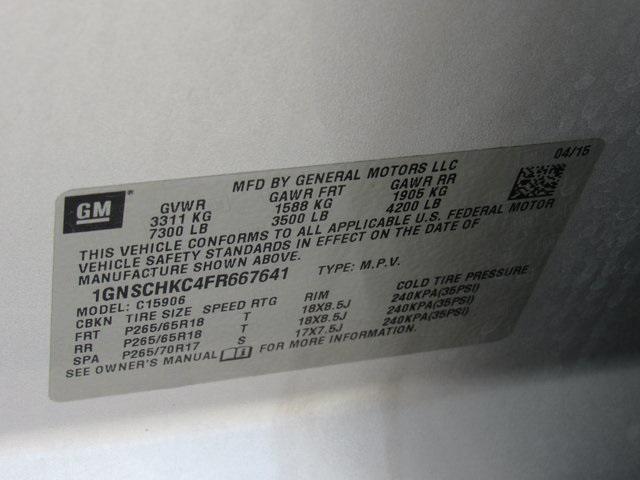 GM
MFD BY GENERAL MOTORS LLC
04/15
GVWR GAWR FRT GAWR RR
3311 KG 1588 KG 1905 KG
7300 LB 3500 LB 4200 LB
THIS VEHICLE CONFORMS TO ALL APPLICABLE U.S. FEDERAL MOTOR
VEHICLE SAFETY STANDARDS IN EFFECT ON THE DATE OF
MANUFACTURE SHOWN ABOVE.
1GNSCHKC4FR667641 TYPE: M.P.V.
MODEL: C15906
CBKN TIRE SIZE SPEED RTG RIM COLD TIRE PRESSURE
FRT P265/65R18 T 18X8.5J 240KPA(35PSI)
RR P265/65R18 T 18X8.5J 240KPA(35PSI)
SPA P265/70R17 S 17X7.5J 240KPA(35PSI)
SEE OWNER'S MANUAL FOR MORE INFORMATION.